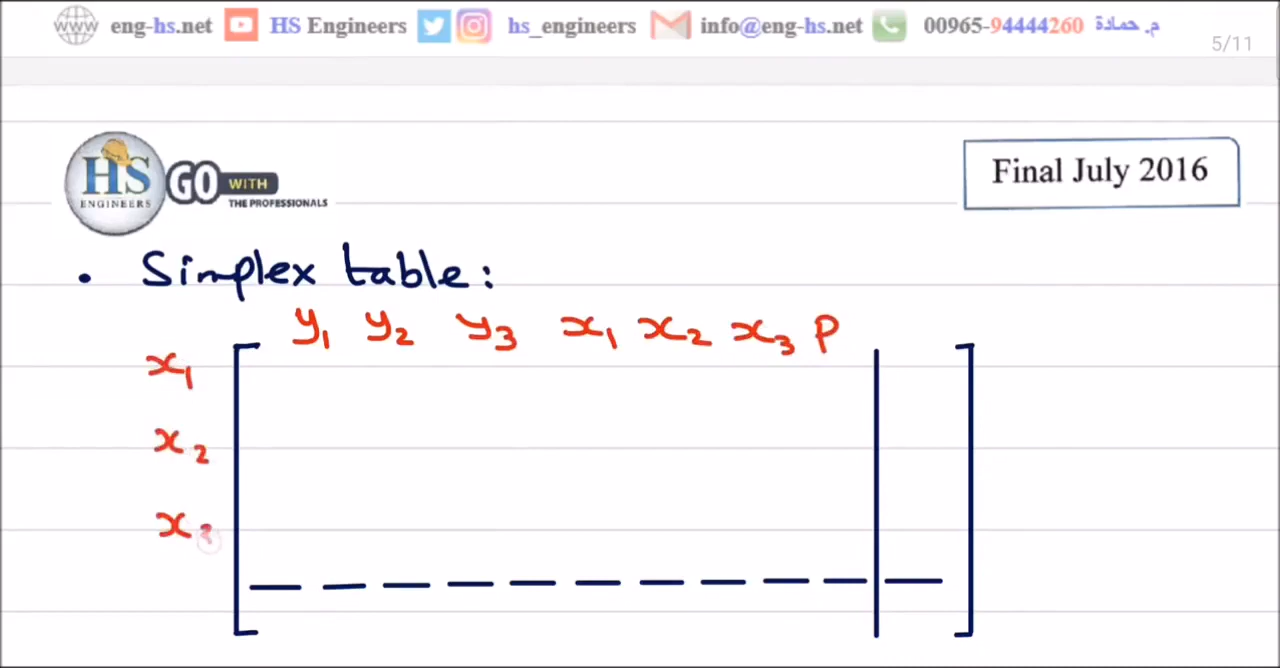 eng-hs.net HS Engineers hs_engineers info@eng-hs.net 00965-94444260 م. حمادة
5/11
HS ENGINEERS GO WITH THE PROFESSIONALS
Final July 2016
• Simplex table:
y₁ y₂ y₃ x₁ x₂ x₃ P
x₁
x₂
x₃